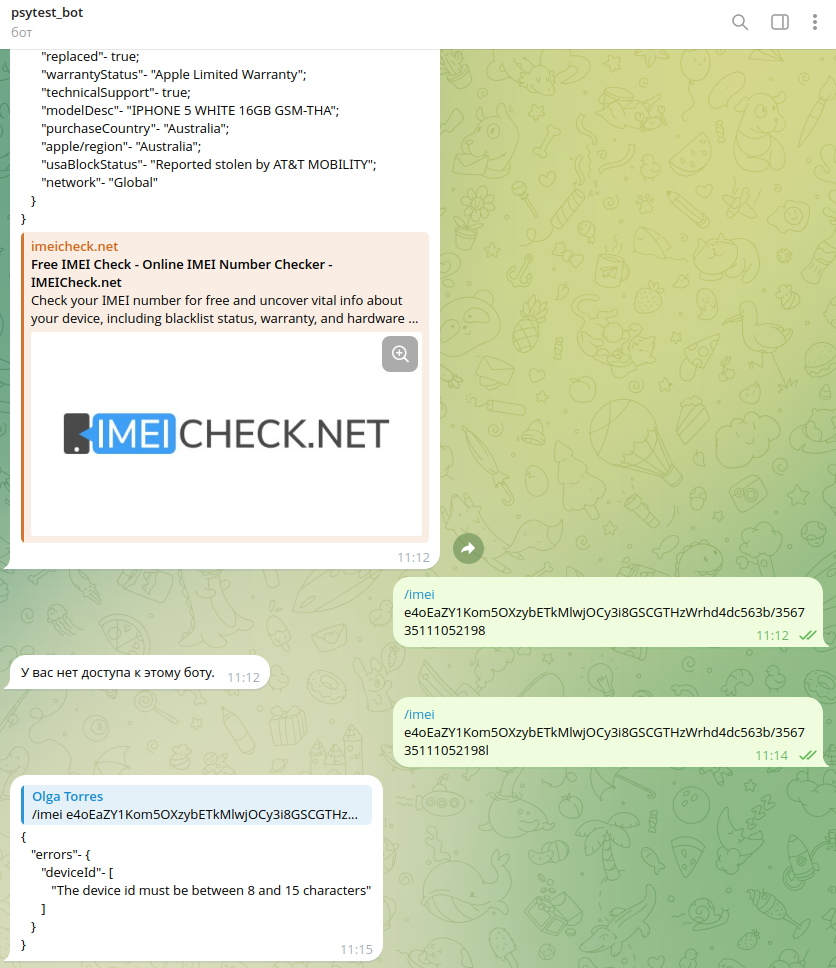 psytest_bot
бот
"replaced"- true;
"warrantyStatus"- "Apple Limited Warranty";
"technicalSupport"- true;
"modelDesc"- "IPHONE 5 WHITE 16GB GSM-THA";
"purchaseCountry"- "Australia";
"apple/region"- "Australia";
"usaBlockStatus"- "Reported stolen by AT&T MOBILITY";
"network"- "Global"
}
}
imeicheck.net
Free IMEI Check - Online IMEI Number Checker -
IMEICheck.net
Check your IMEI number for free and uncover vital info about
your device, including blacklist status, warranty, and hardware ...
IMEICHECK.NET
11:12
/imei
e4oEaZY1Kom5OXzybETkMlwjOCy3i8GSCGTHzWrhd4dc563b/3567
35111052198
11:12
У вас нет доступа к этому боту.
11:12
/imei
e4oEaZY1Kom5OXzybETkMlwjOCy3i8GSCGTHzWrhd4dc563b/3567
35111052198l
11:14
Olga Torres
/imei e4oEaZY1Kom5OXzybETkMlwjOCy3i8GSCGTHz...
{
"errors"- {
"deviceId"- [
"The device id must be between 8 and 15 characters"
]
}
}
11:15